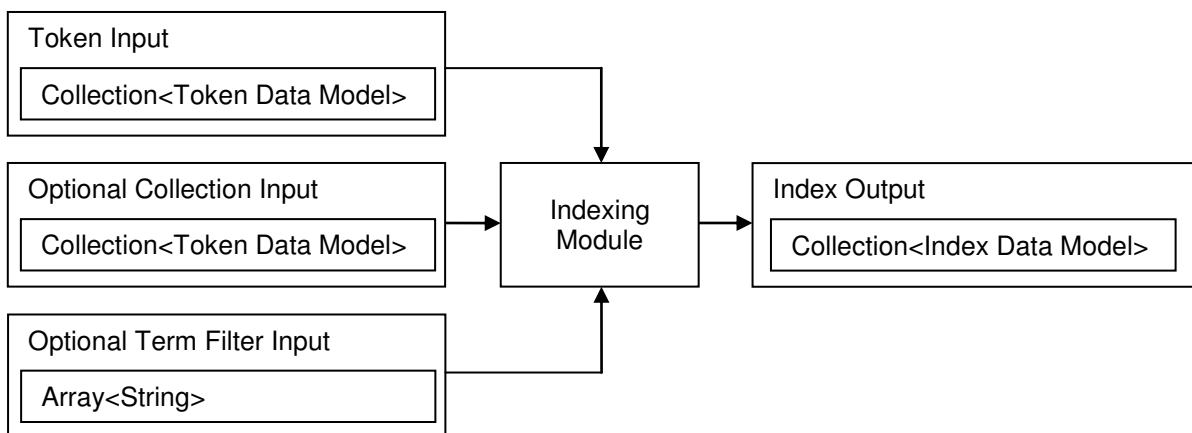 Token Input
Collection<Token Data Model>
Optional Collection Input
Collection<Token Data Model>
Optional Term Filter Input
Array<String>
Indexing
Module
Index Output
Collection<Index Data Model>